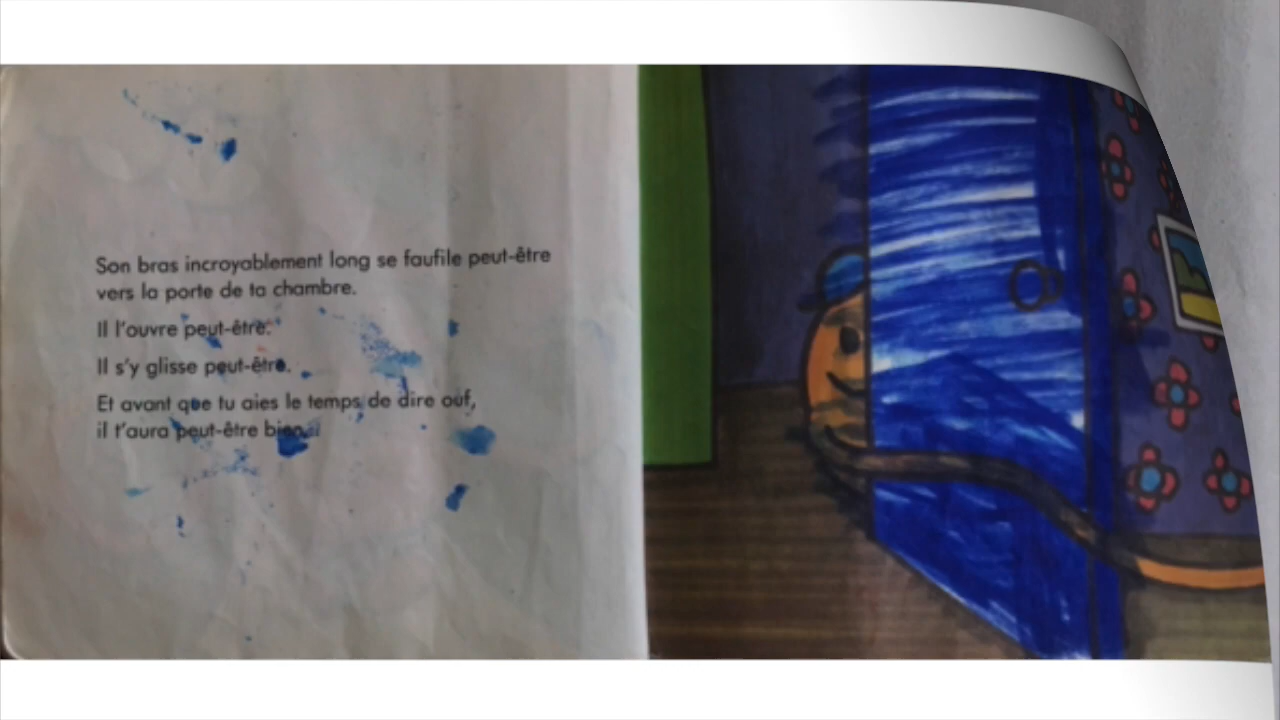 Son bras incroyablement long se faufile peut-être
vers la porte de ta chambre.
Il l'ouvre peut-être.
Il s'y glisse peut-être.
Et avant que tu aies le temps de dire ouf,
il t'aura peut-être